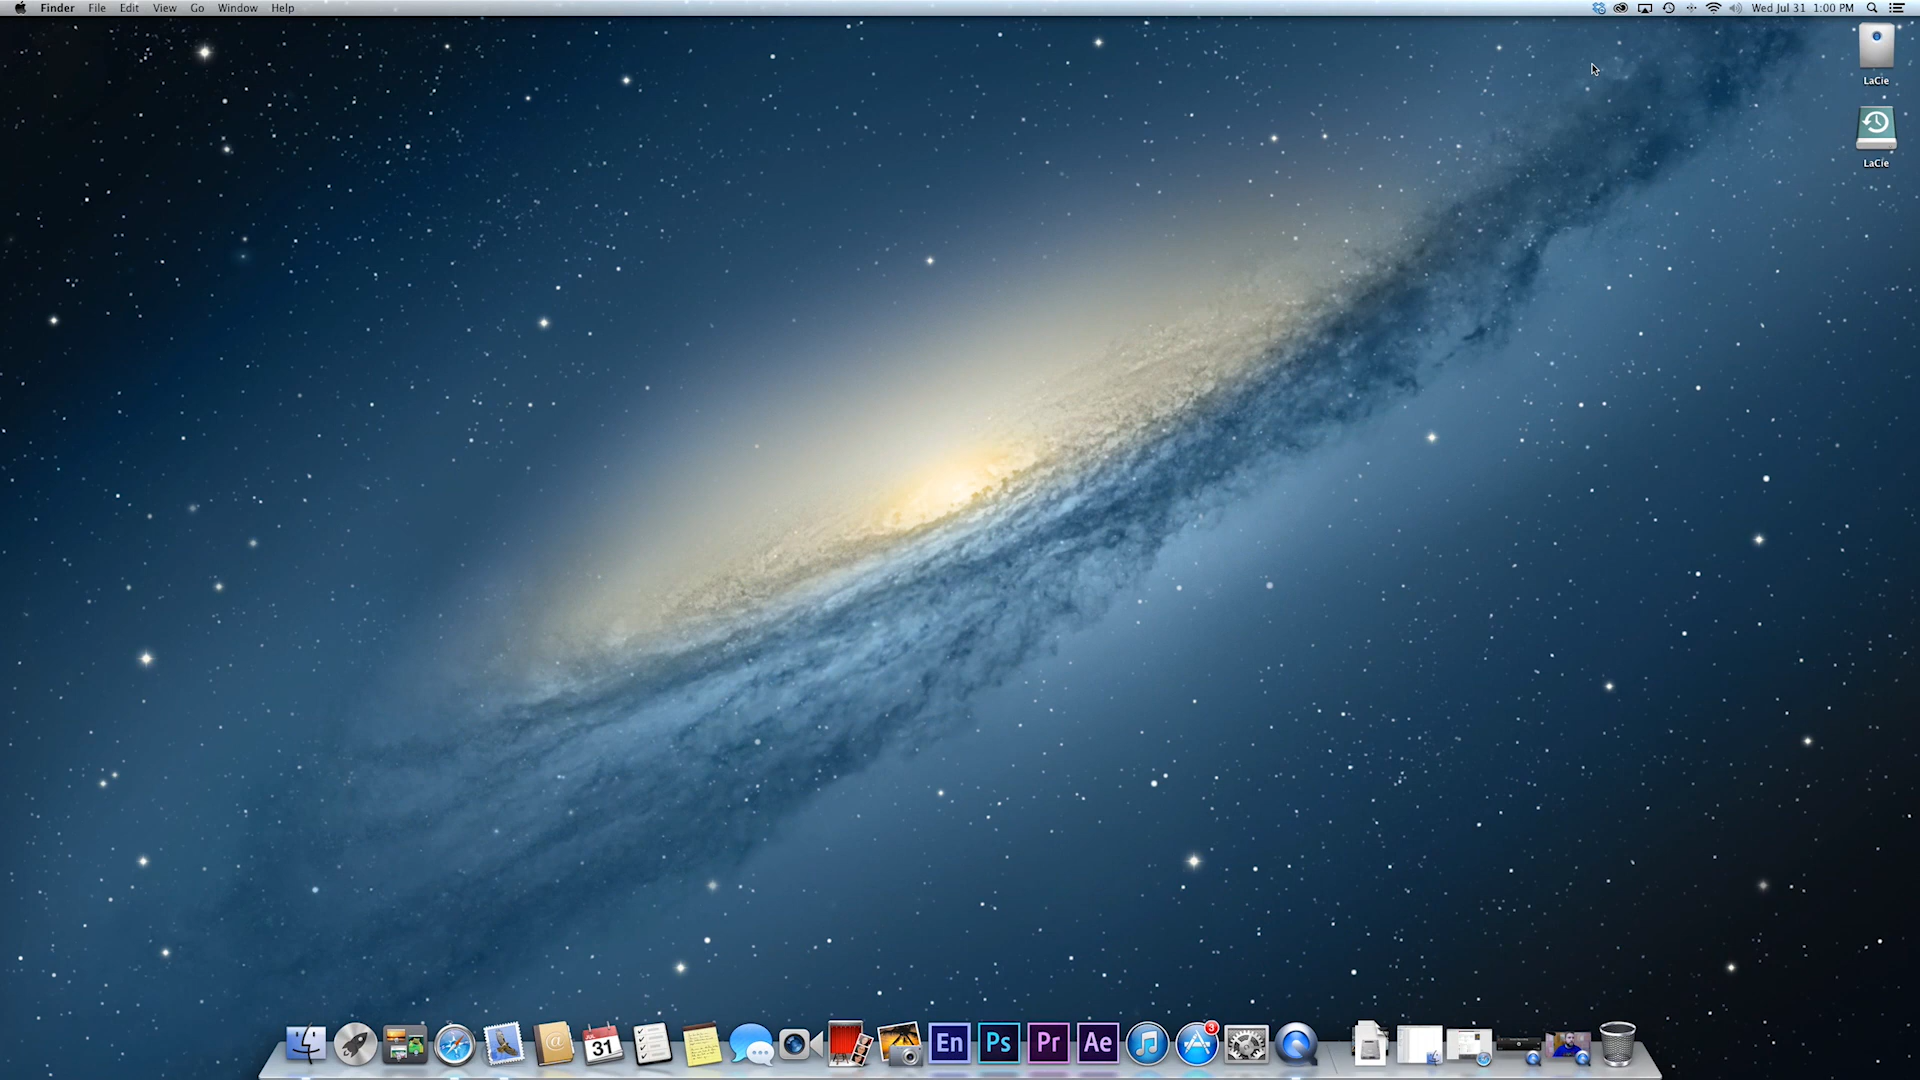 Finder File Edit View Go Window Help
Wed Jul 31 1:00 PM
LaCie
LaCie
31
En Ps Pr Ae
3